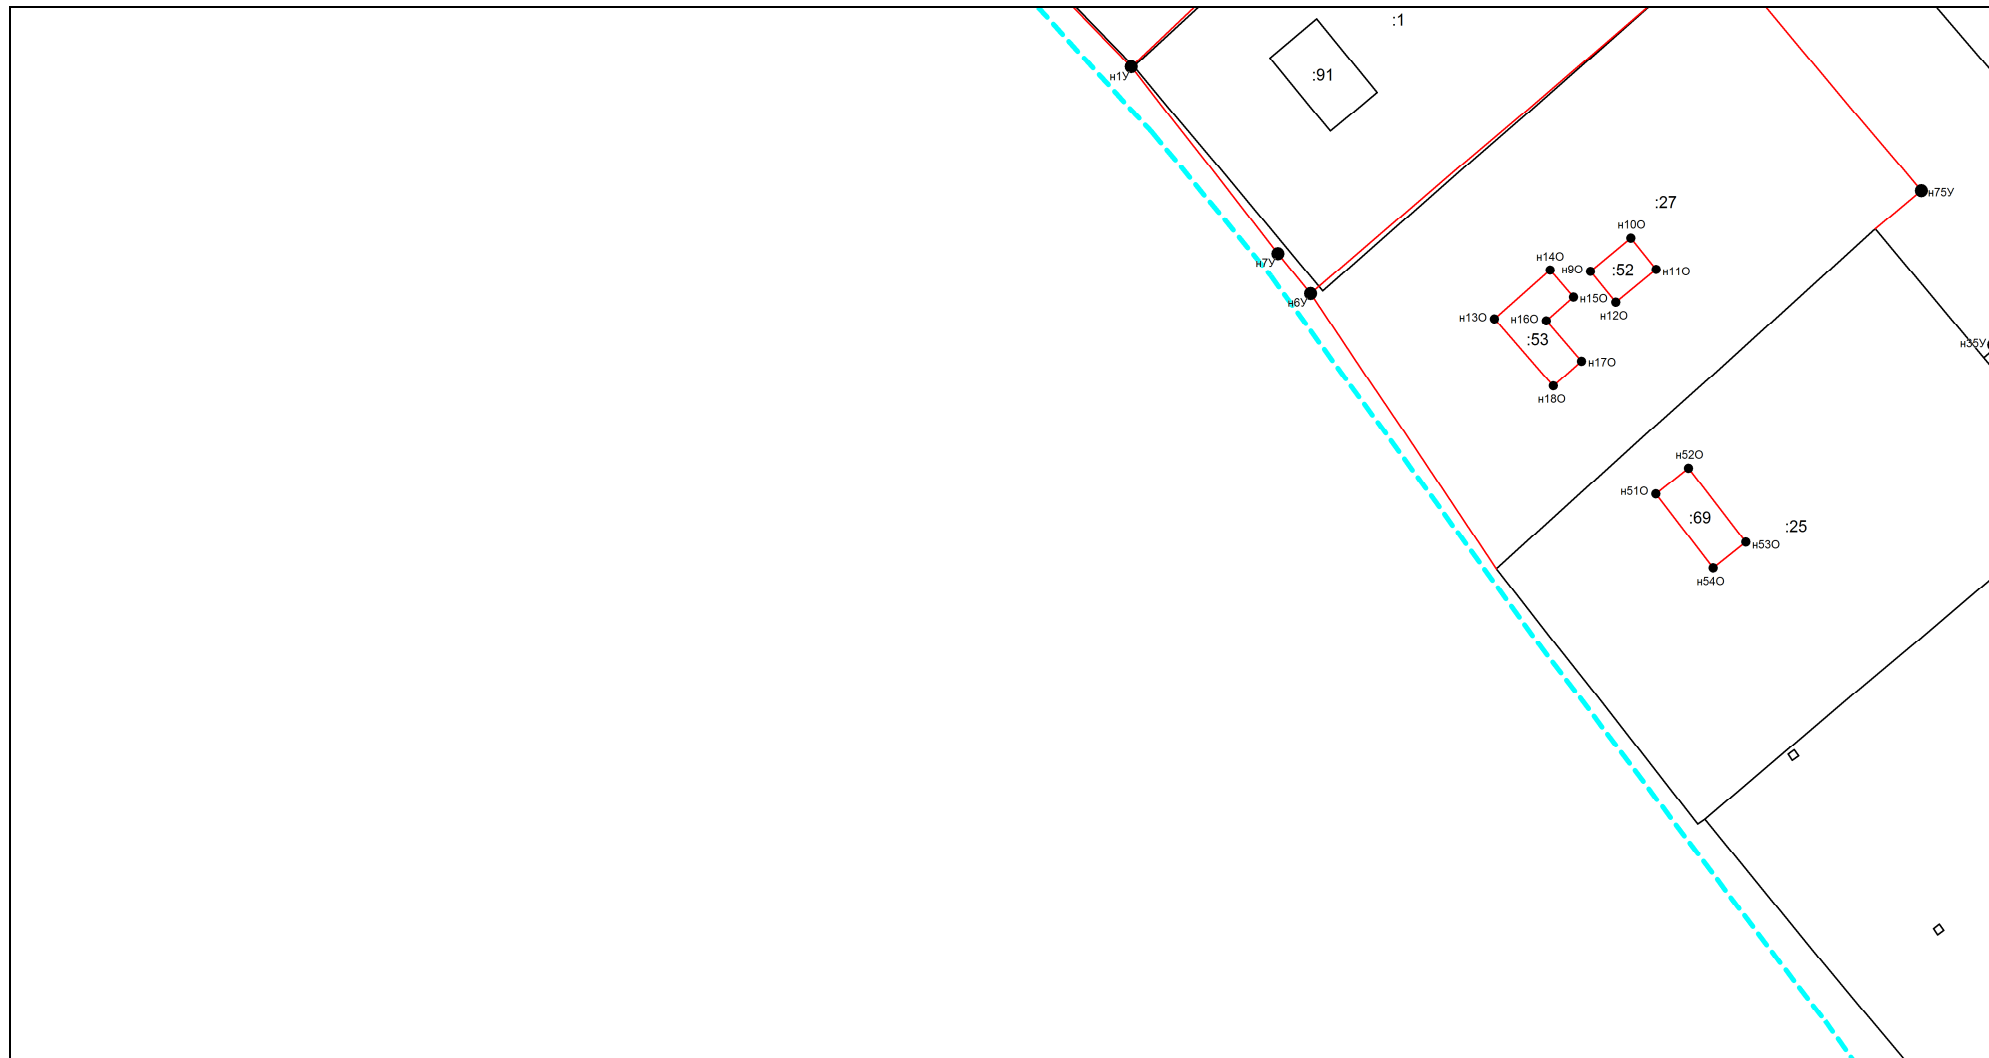 :1
н1У
:91
н75У
:27
н10О
н14О
н9О
:52
н11О
н7У
н15О
н6У
н13О
н16О
н12О
:53
н35У
н17О
н18О
н52О
н51О
:69
:25
н53О
н54О